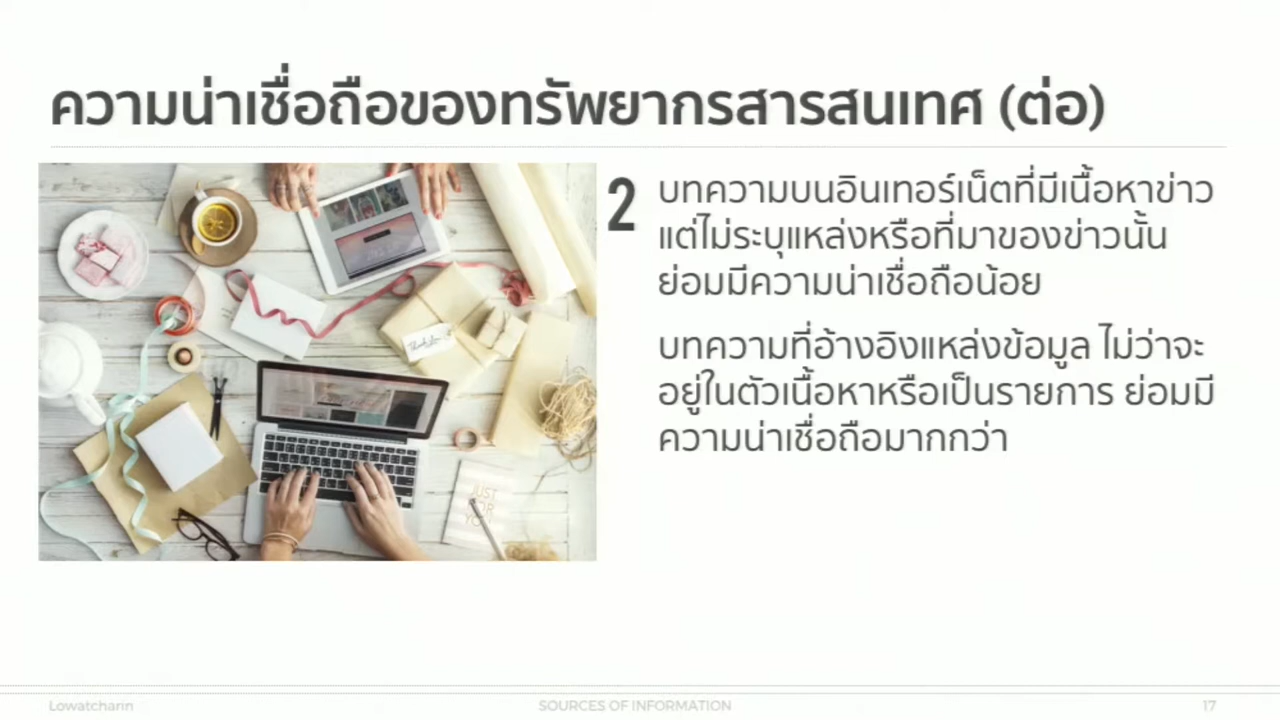 ความน่าเชื่อถือของทรัพยากรสารสนเทศ (ต่อ)
2
บทความบนอินเทอร์เน็ตที่มีเนื้อหาข่าว
แต่ไม่ระบุแหล่งหรือที่มาของข่าวนั้น
ย่อมมีความน่าเชื่อถือน้อย
บทความที่อ้างอิงแหล่งข้อมูล ไม่ว่าจะ
อยู่ในตัวเนื้อหาหรือเป็นรายการ ย่อมมี
ความน่าเชื่อถือมากกว่า
JUST
FOR
YOU
Lowatcharin
SOURCES OF INFORMATION
17